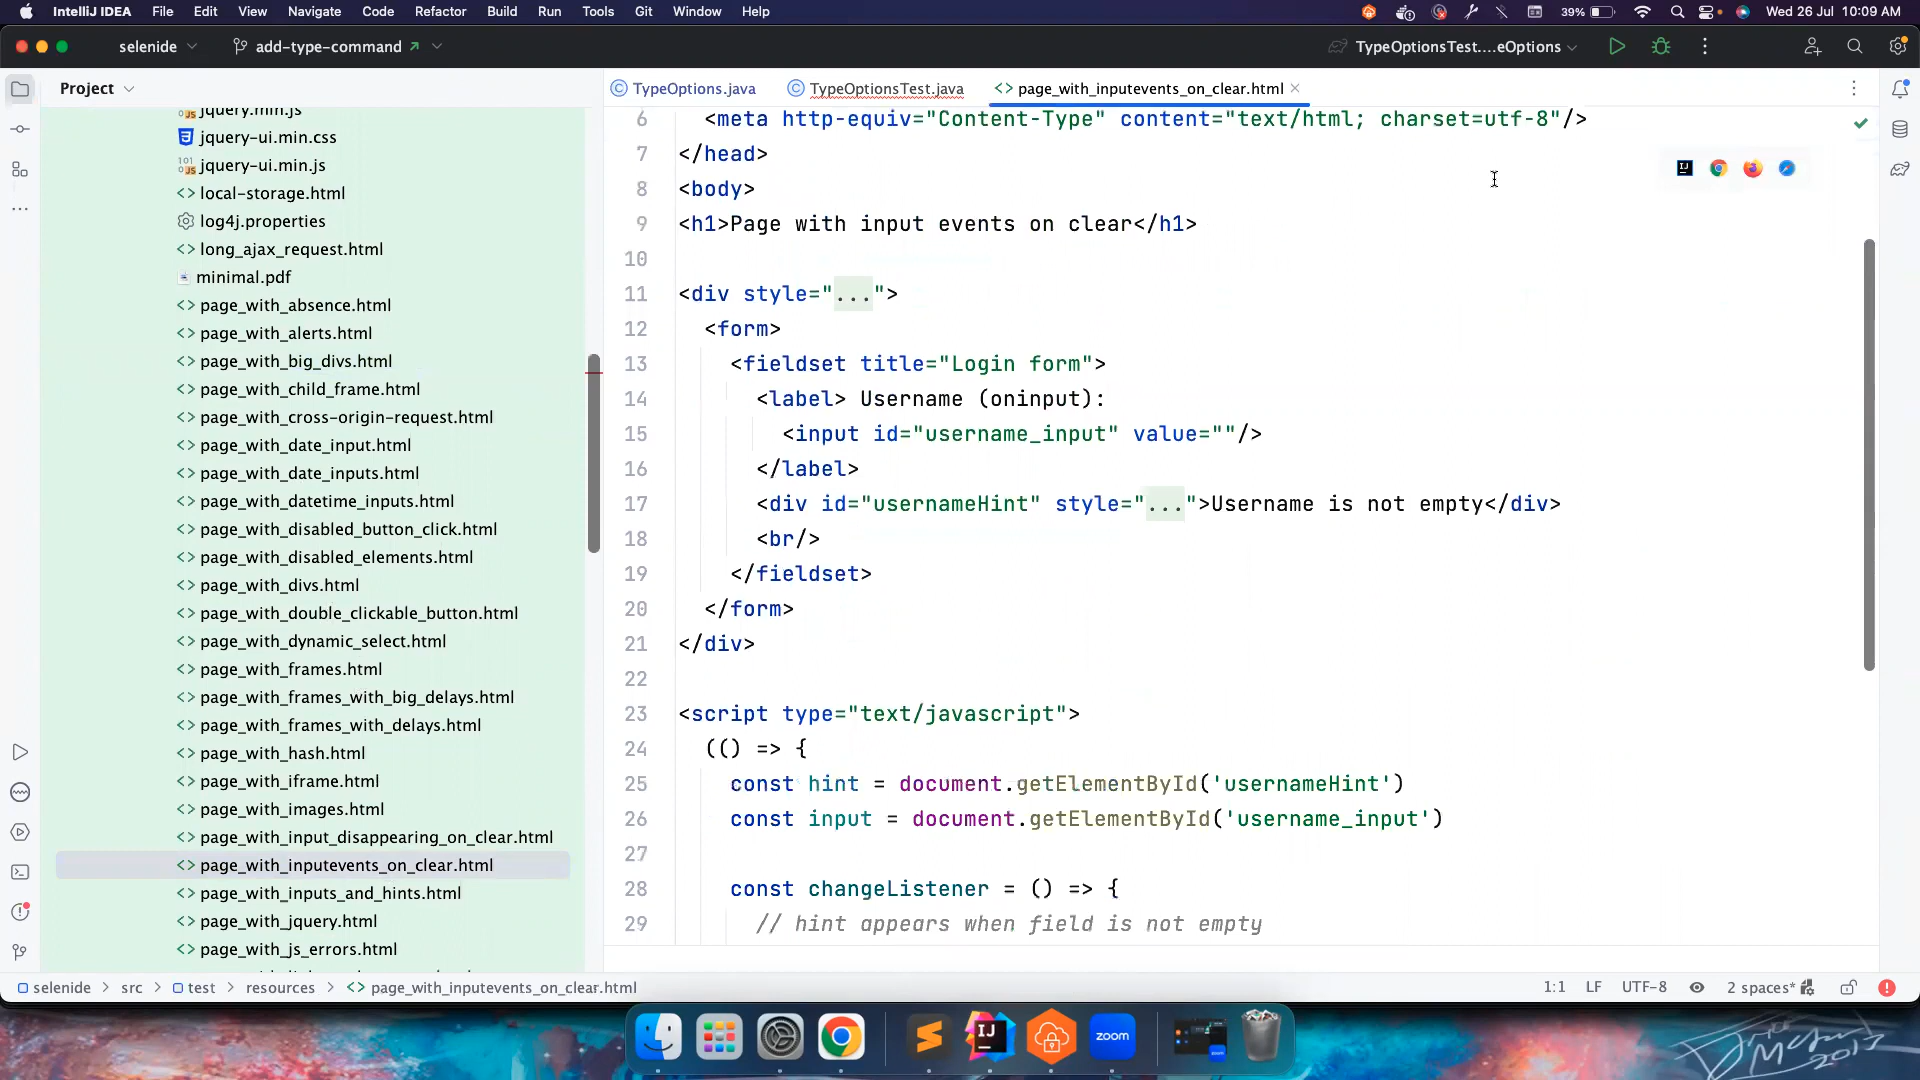 IntelliJ IDEA File Edit View Navigate Code Refactor Build Run Tools Git Window Help 39% Wed 26 Jul 10:09 AM
selenide add-type-command TypeOptionsTest....eOptions
Project TypeOptions.java TypeOptionsTest.java page_with_inputevents_on_clear.html
jquery.min.js
jquery-ui.min.css
jquery-ui.min.js
local-storage.html
log4j.properties
long_ajax_request.html
minimal.pdf
page_with_absence.html
page_with_alerts.html
page_with_big_divs.html
page_with_child_frame.html
page_with_cross-origin-request.html
page_with_date_input.html
page_with_date_inputs.html
page_with_datetime_inputs.html
page_with_disabled_button_click.html
page_with_disabled_elements.html
page_with_divs.html
page_with_double_clickable_button.html
page_with_dynamic_select.html
page_with_frames.html
page_with_frames_with_big_delays.html
page_with_frames_with_delays.html
page_with_hash.html
page_with_iframe.html
page_with_images.html
page_with_input_disappearing_on_clear.html
page_with_inputevents_on_clear.html
page_with_inputs_and_hints.html
page_with_jquery.html
page_with_js_errors.html
6 <meta http-equiv="Content-Type" content="text/html; charset=utf-8"/>
7 </head>
8 <body>
9 <h1>Page with input events on clear</h1>
10
11 <div style="...">
12 <form>
13 <fieldset title="Login form">
14 <label> Username (oninput):
15 <input id="username_input" value=""/>
16 </label>
17 <div id="usernameHint" style="...">Username is not empty</div>
18 <br/>
19 </fieldset>
20 </form>
21 </div>
22
23 <script type="text/javascript">
24 (() => {
25 const hint = document.getElementById('usernameHint')
26 const input = document.getElementById('username_input')
27
28 const changeListener = () => {
29 // hint appears when field is not empty
selenide > src > test > resources > page_with_inputevents_on_clear.html 1:1 LF UTF-8 2 spaces*
zoom